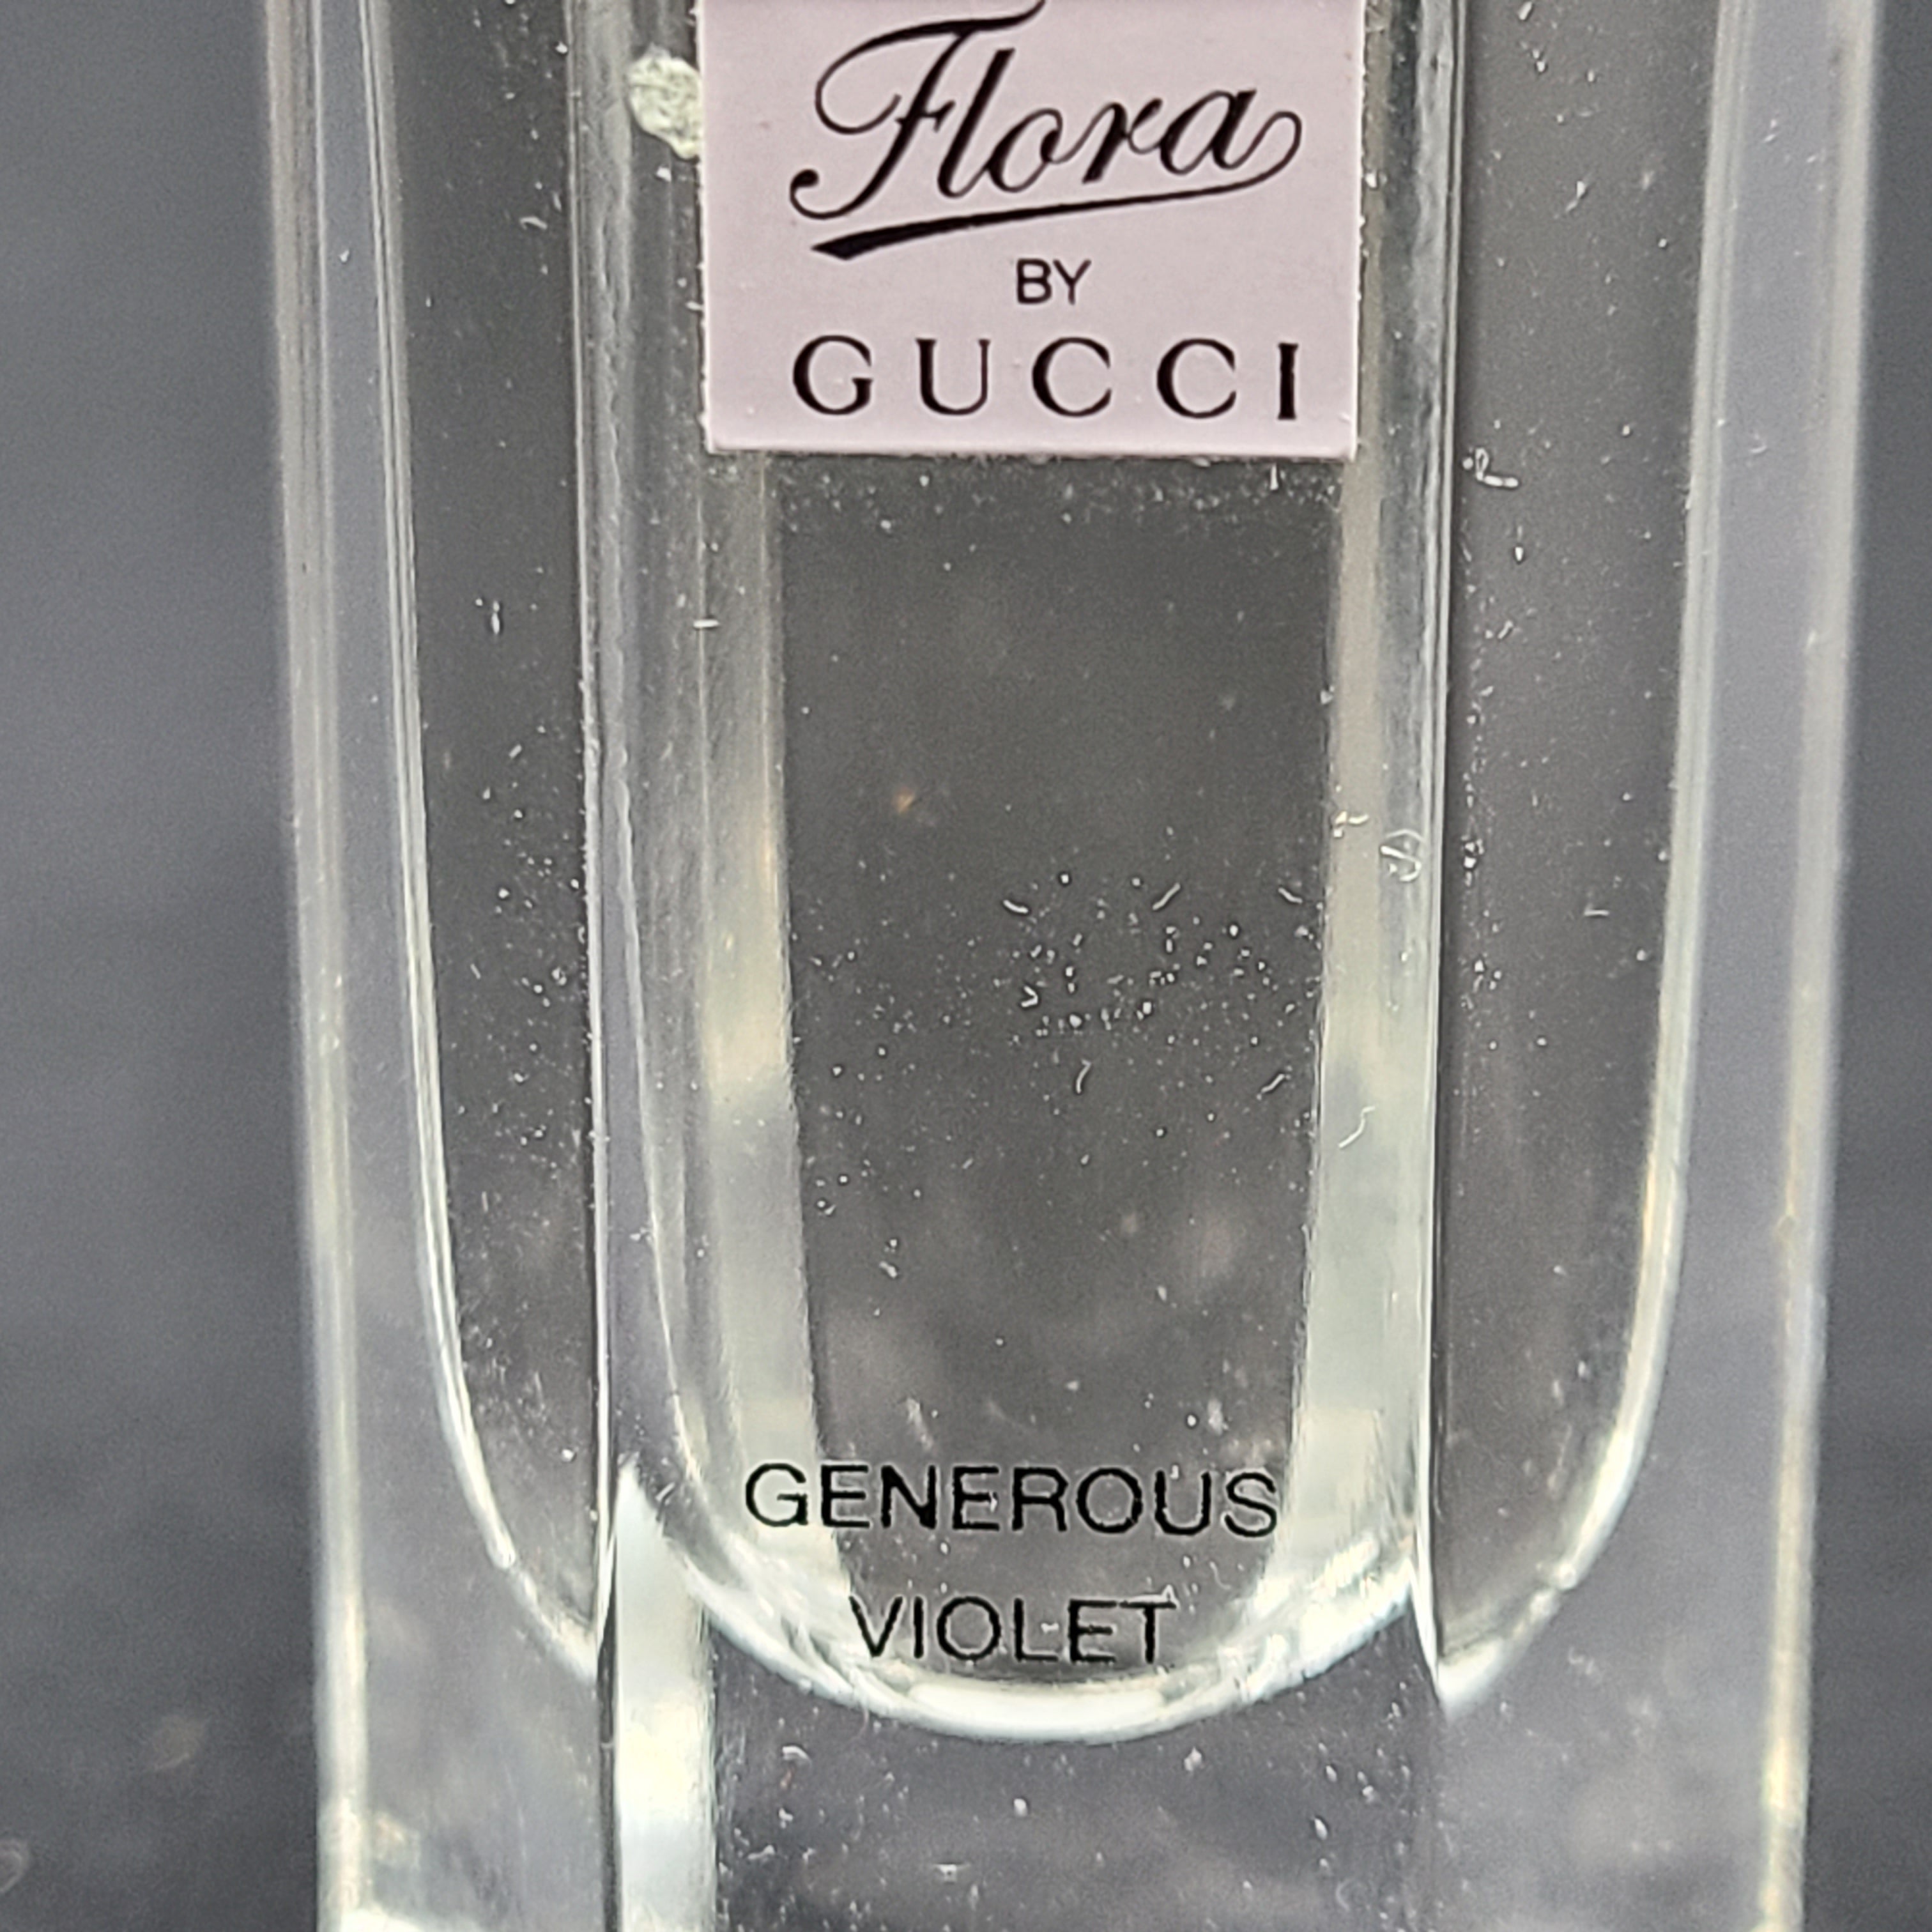 Flora
BY
GUCCI
GENEROUS
VIOLET